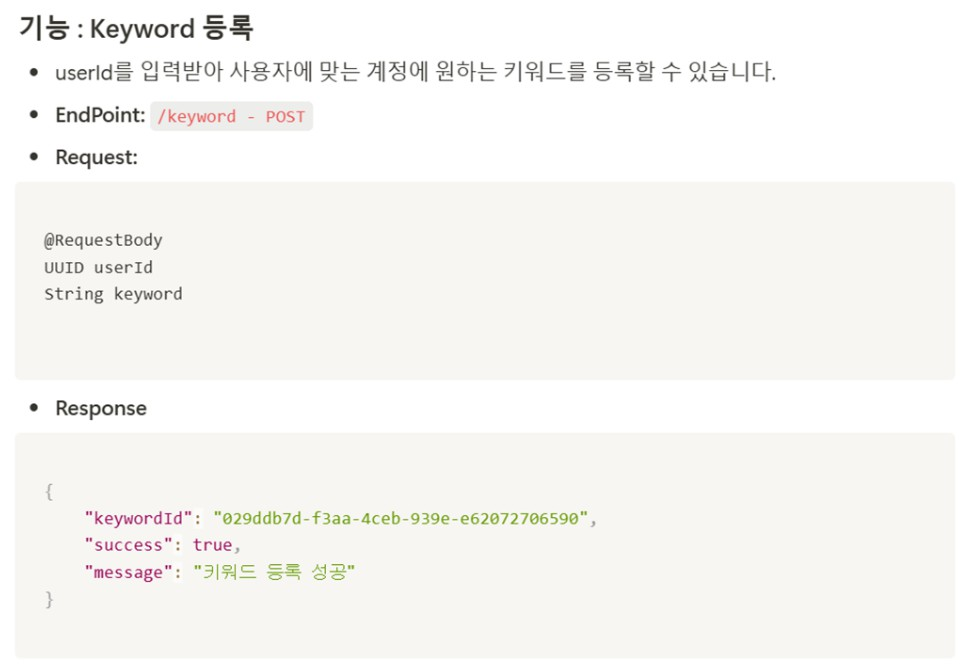 기능 : Keyword 등록
• userId를 입력받아 사용자에 맞는 계정에 원하는 키워드를 등록할 수 있습니다.
• EndPoint: /keyword - POST
• Request:
@RequestBody
UUID userId
String keyword
• Response
{
"keywordId": "029ddb7d-f3aa-4ceb-939e-e62072706590",
"success": true,
"message": "키워드 등록 성공"
}